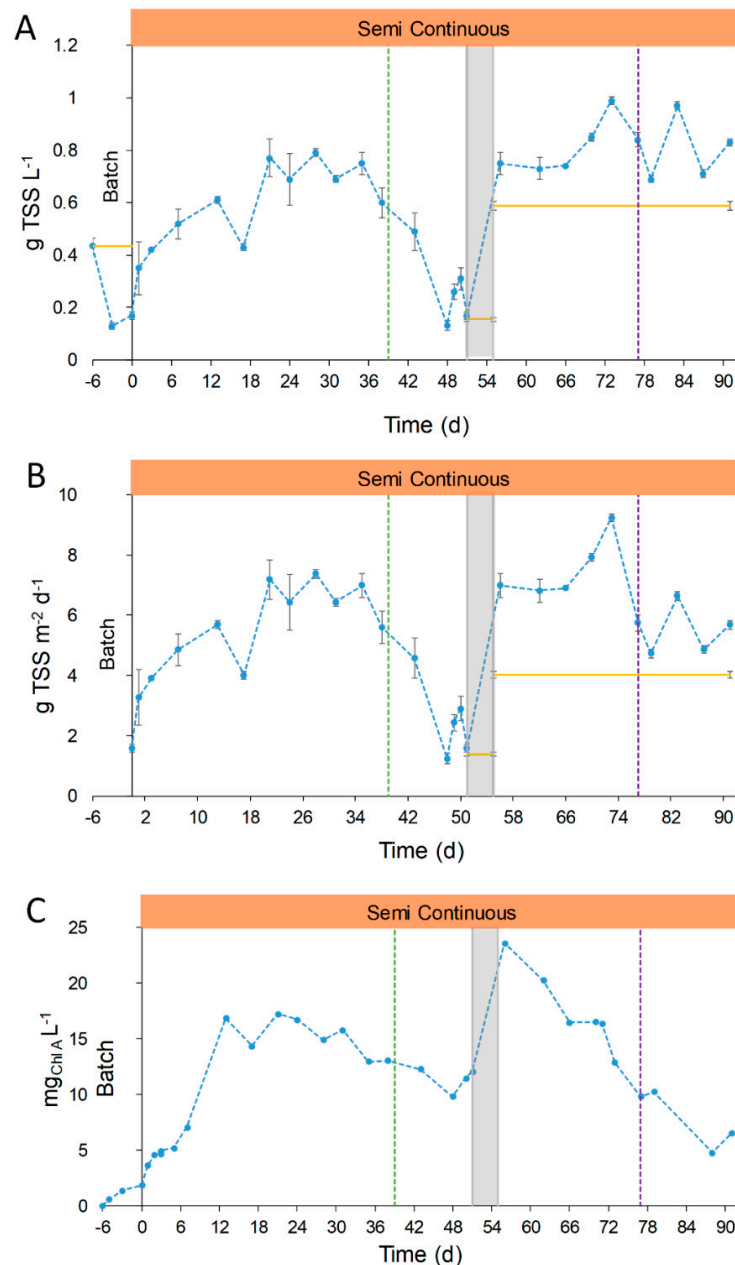 A
Semi Continuous
1.2
1
0.8
0.6
0.4
0.2
0
g TSS L-1
Batch
-6 0 6 12 18 24 30 36 42 48 54 60 66 72 78 84 90
Time (d)
B
Semi Continuous
10
8
6
4
2
0
g TSS m-2 d-1
Batch
-6 2 10 18 26 34 42 50 58 66 74 82 90
Time (d)
C
Semi Continuous
25
20
15
10
5
0
mgChl A L-1
Batch
-6 0 6 12 18 24 30 36 42 48 54 60 66 72 78 84 90
Time (d)